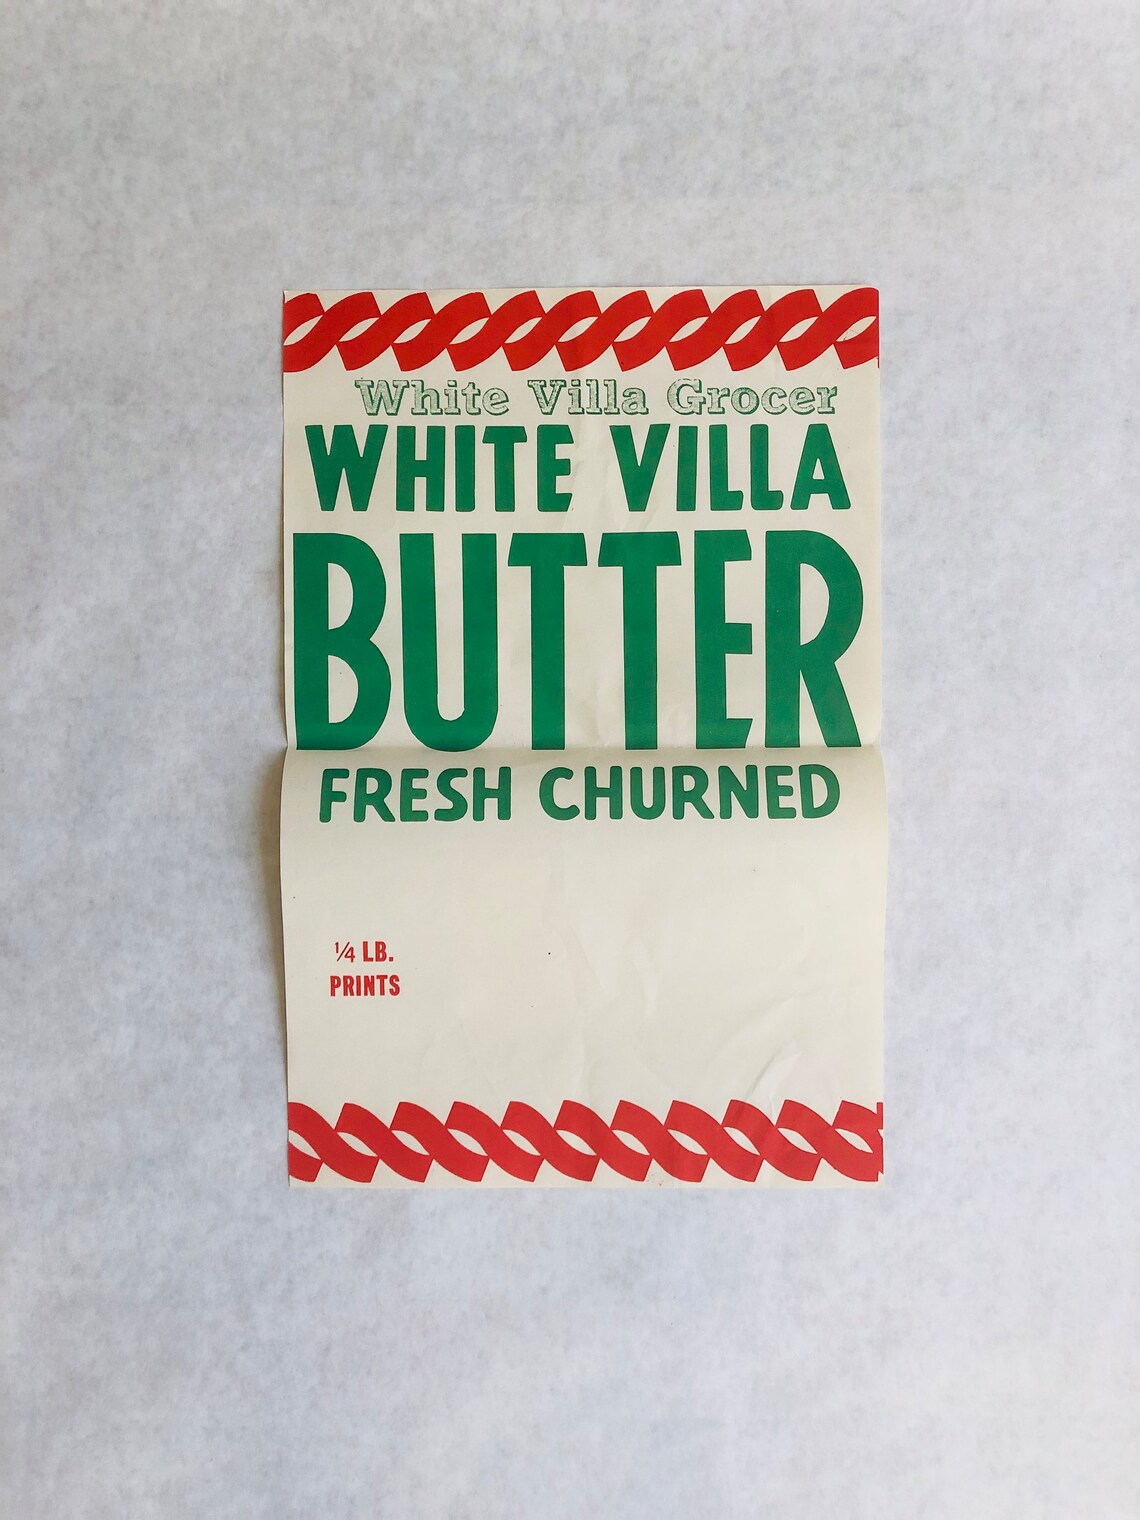 White Villa Grocer
WHITE VILLA
BUTTER
FRESH CHURNED
1/4 LB.
PRINTS